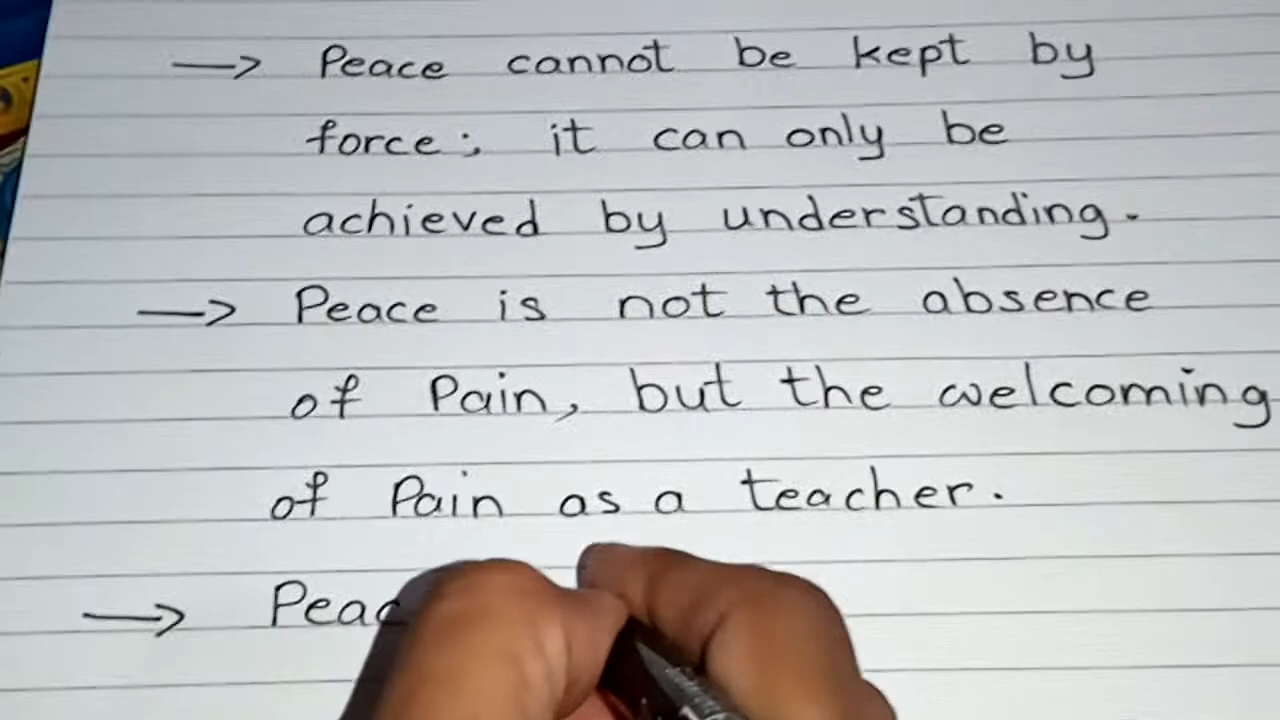 → Peace cannot be kept by
force; it can only be
achieved by understanding.
→ Peace is not the absence
of Pain, but the welcoming
of Pain as a teacher.
→ Peac